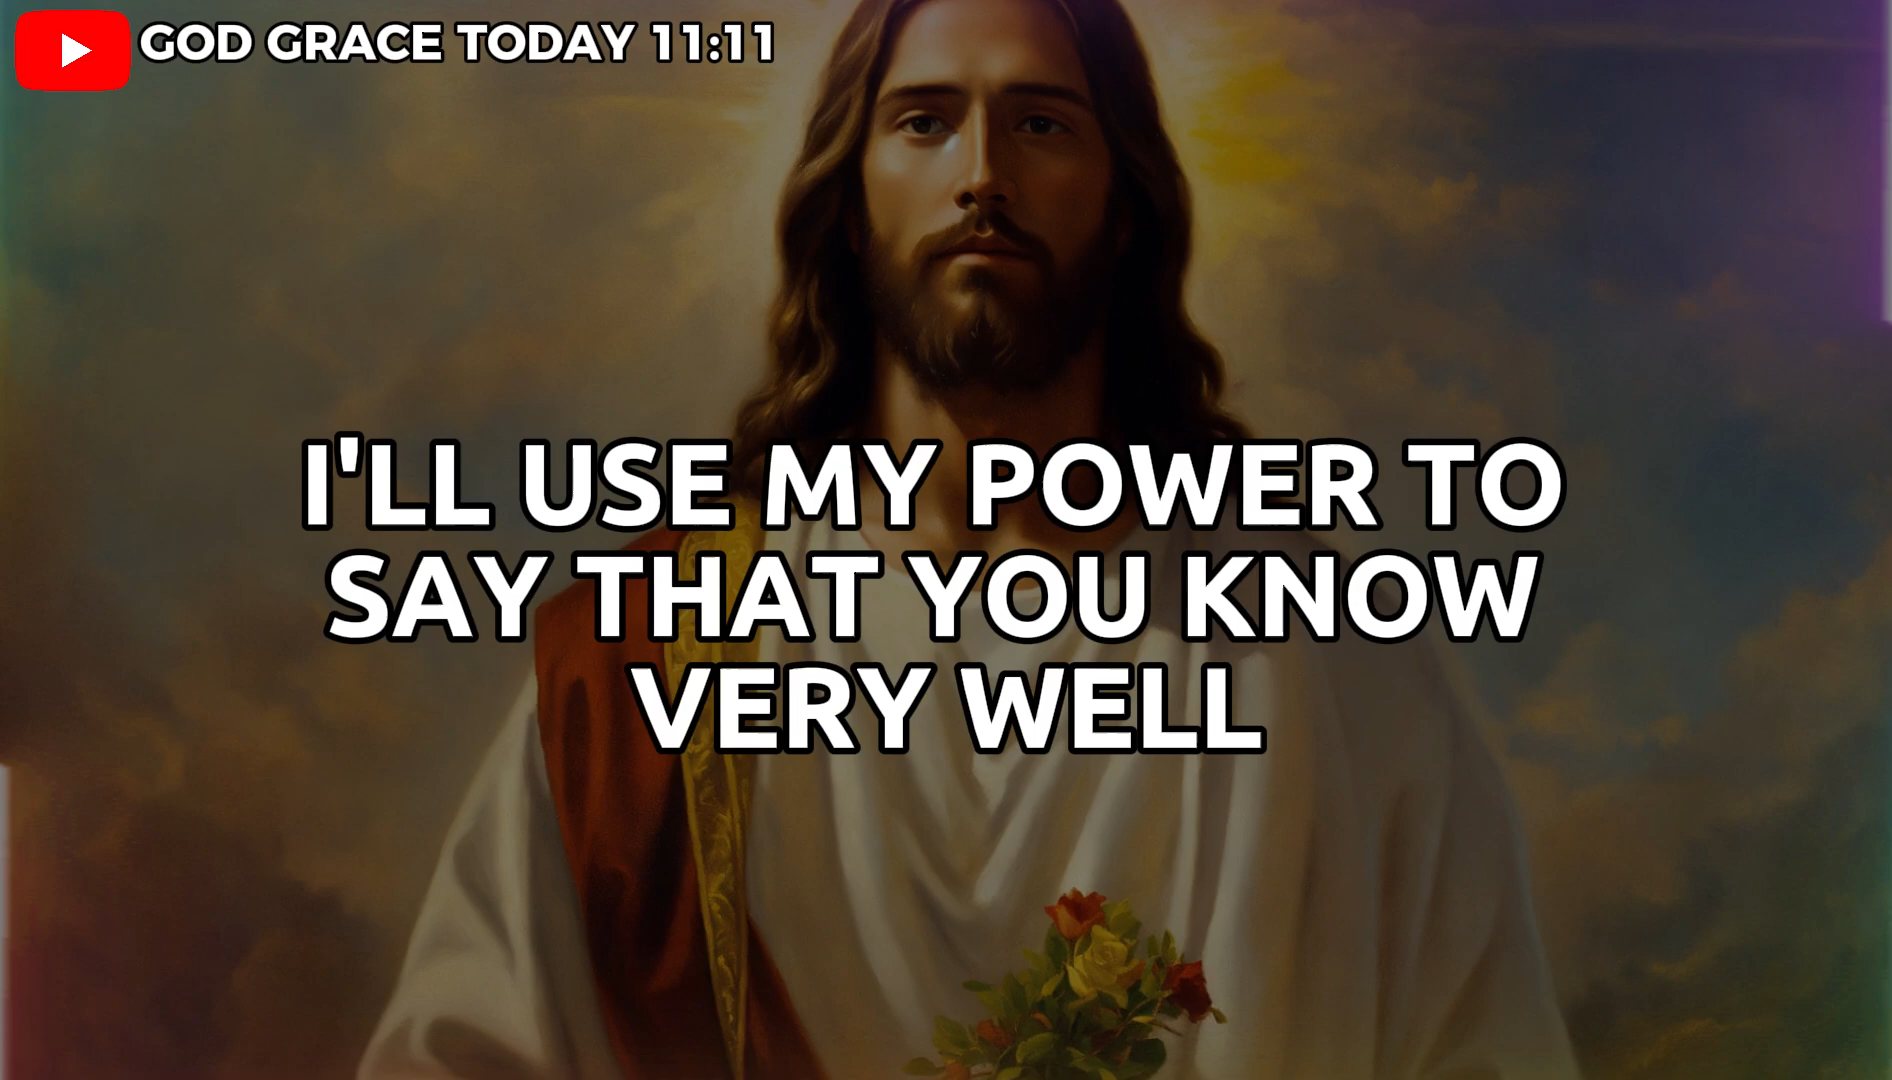 GOD GRACE TODAY 11:11
I'LL USE MY POWER TO
SAY THAT YOU KNOW
VERY WELL